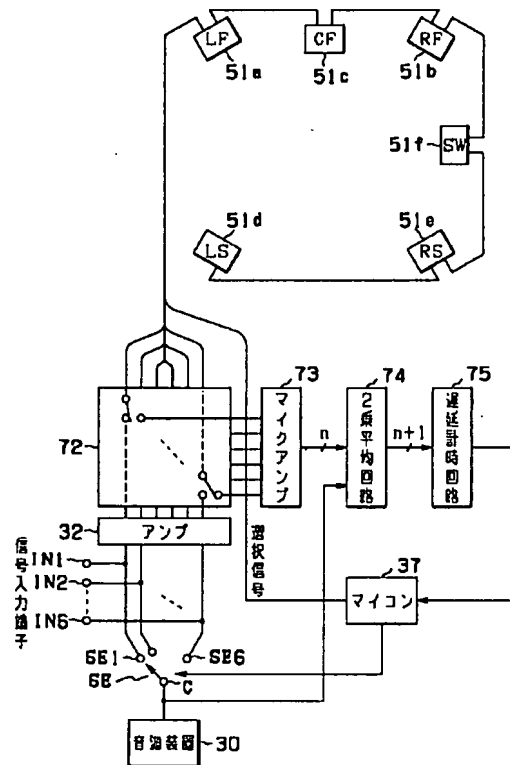 LF
CF
RF
51a
51c
51b
51f
SW
51d
51e
LS
RS
73
74
75
72
マイクアンプ
n
2乗平均回路
n+1
遅延計時回路
32
アンプ
選択信号
信号入力端子
IN1
IN2
IN6
37
マイコン
SE1
SE6
SE
C
音源装置
30